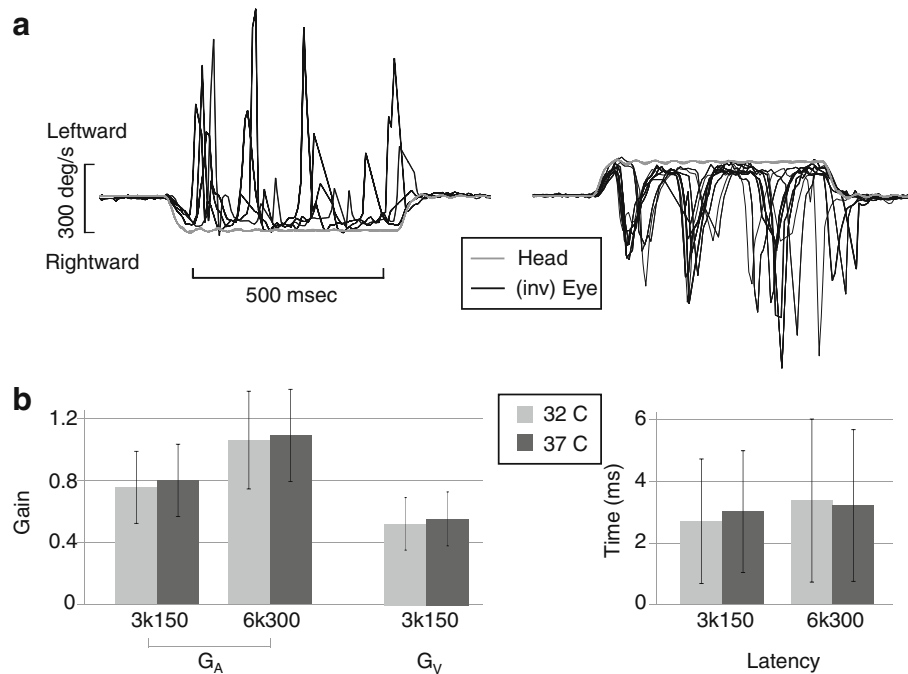 a
Leftward
300 deg/s
Rightward
500 msec
Head
(inv) Eye
b
Gain
1.2
0.8
0.4
0
3k150
6k300
3k150
G_A
G_V
32 C
37 C
Time (ms)
6
4
2
0
3k150
6k300
Latency